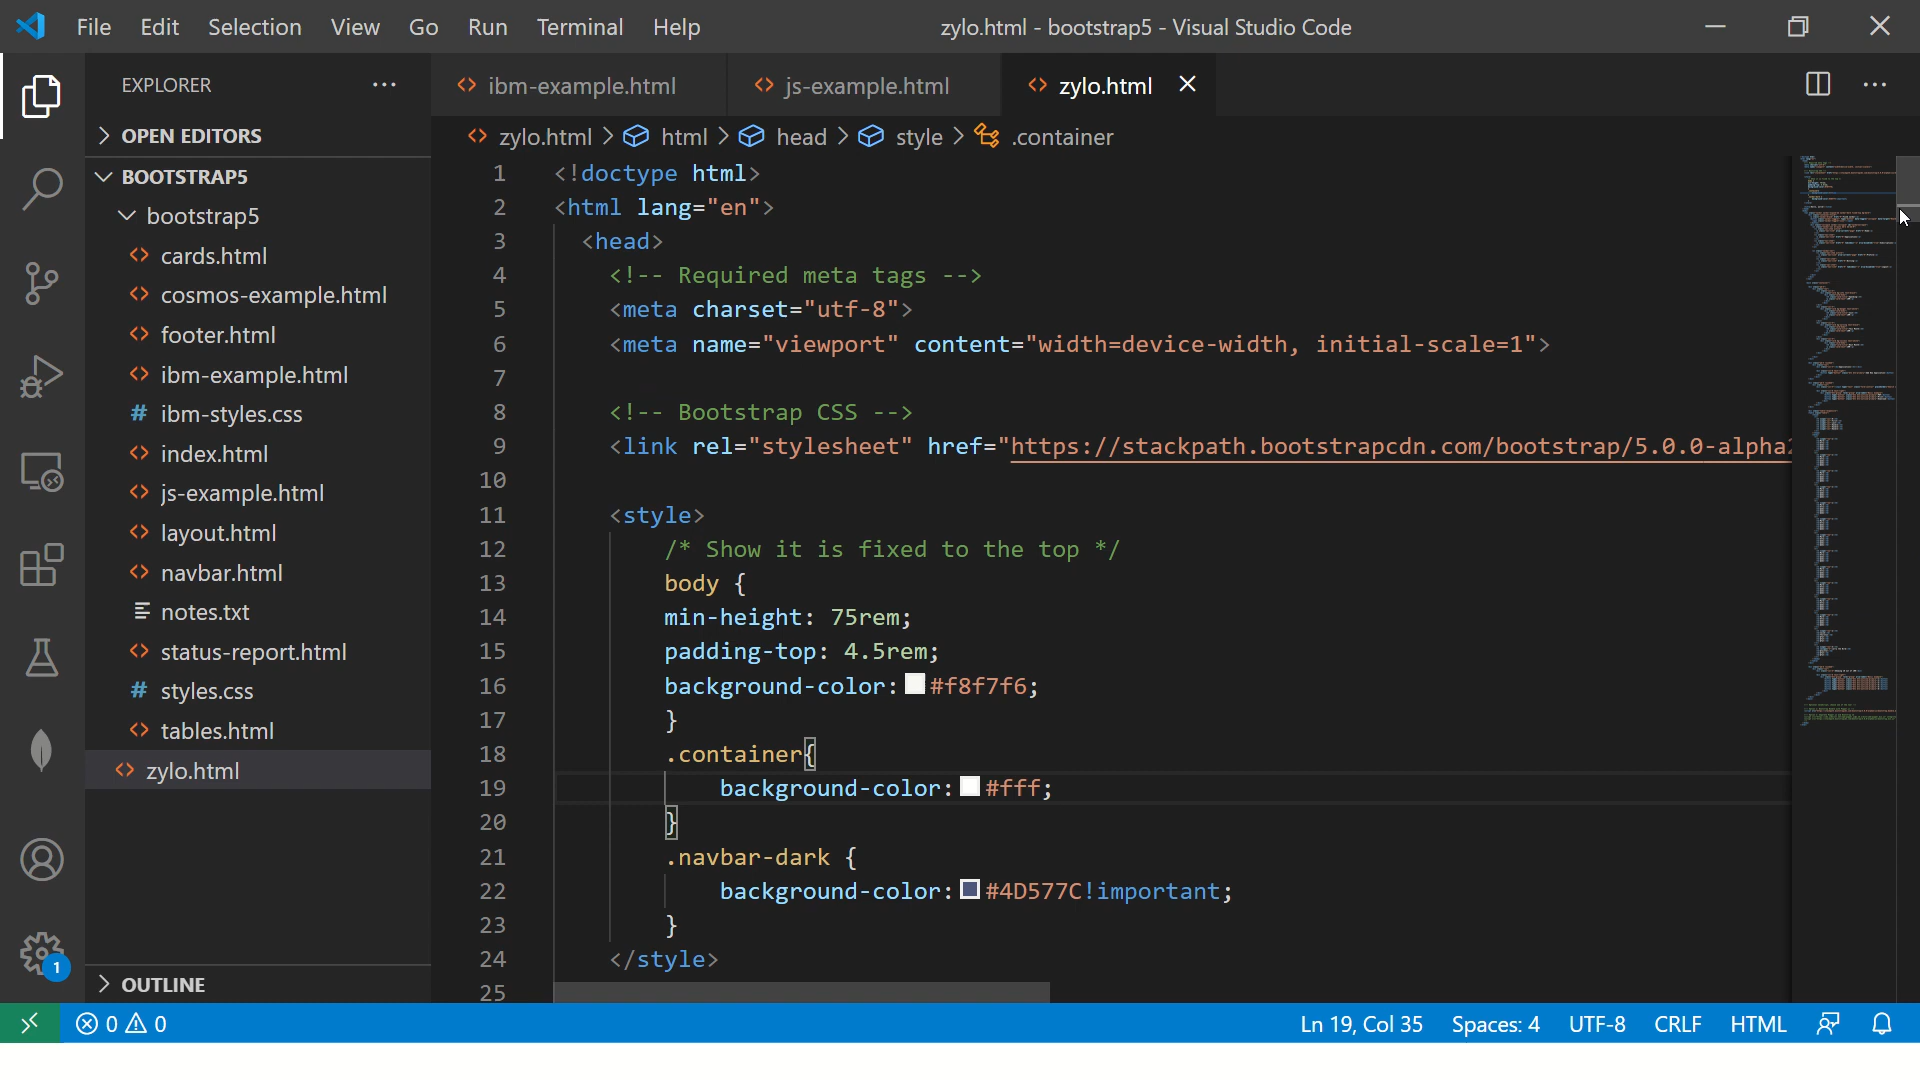 File Edit Selection View Go Run Terminal Help zylo.html - bootstrap5 - Visual Studio Code
EXPLORER
OPEN EDITORS
BOOTSTRAP5
bootstrap5
cards.html
cosmos-example.html
footer.html
ibm-example.html
# ibm-styles.css
index.html
js-example.html
layout.html
navbar.html
notes.txt
status-report.html
# styles.css
tables.html
zylo.html
OUTLINE
ibm-example.html js-example.html zylo.html
zylo.html > html > head > style > .container
1 <!doctype html>
2 <html lang="en">
3 <head>
4 <!-- Required meta tags -->
5 <meta charset="utf-8">
6 <meta name="viewport" content="width=device-width, initial-scale=1">
7
8 <!-- Bootstrap CSS -->
9 <link rel="stylesheet" href="https://stackpath.bootstrapcdn.com/bootstrap/5.0.0-alpha2
10
11 <style>
12 /* Show it is fixed to the top */
13 body {
14 min-height: 75rem;
15 padding-top: 4.5rem;
16 background-color: #f8f7f6;
17 }
18 .container{
19 background-color: #fff;
20 }
21 .navbar-dark {
22 background-color: #4D577C!important;
23 }
24 </style>
25
1
0 0 Ln 19, Col 35 Spaces: 4 UTF-8 CRLF HTML